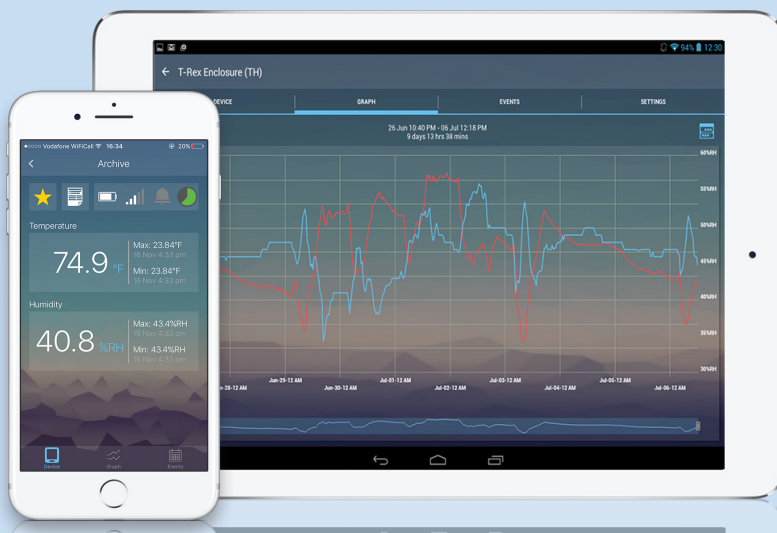 Vodafone WiFiCall 16:34 20%
Archive
Temperature
74.9 °F
Max: 23.84°F
16 Nov 4:33 pm
Min: 23.84°F
16 Nov 4:33 pm
Humidity
40.8 %RH
Max: 43.4%RH
16 Nov 4:33 pm
Min: 43.4%RH
16 Nov 4:33 pm
Device Graph Events
94% 12:30
T-Rex Enclosure (TH)
DEVICE GRAPH EVENTS SETTINGS
26 Jun 10:40 PM - 06 Jul 12:18 PM
9 days 13 hrs 38 mins
60%RH
55%RH
50%RH
45%RH
40%RH
35%RH
30%RH
-28-12 AM Jun-29-12 AM Jun-30-12 AM Jul-01-12 AM Jul-02-12 AM Jul-03-12 AM Jul-04-12 AM Jul-05-12 AM Jul-06-12 AM